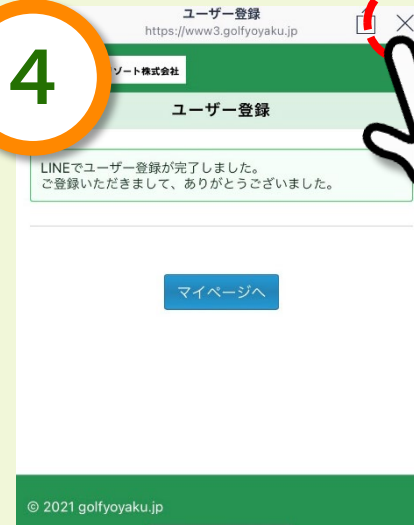 ユーザー登録
https://www3.golfyoyaku.jp
4
ゾート株式会社
ユーザー登録
LINEでユーザー登録が完了しました。
ご登録いただきまして、ありがとうございました。
マイページへ
© 2021 golfyoyaku.jp